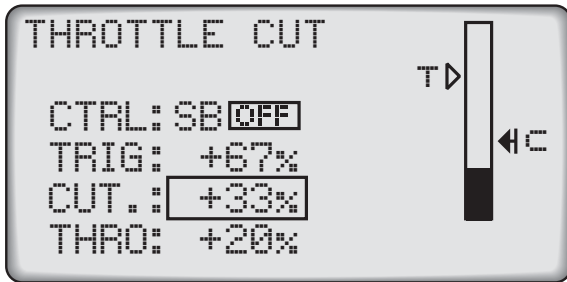 THROTTLE CUT
T
CTRL:SB OFF
C
TRIG: +67%
CUT.: +33%
THRO: +20%